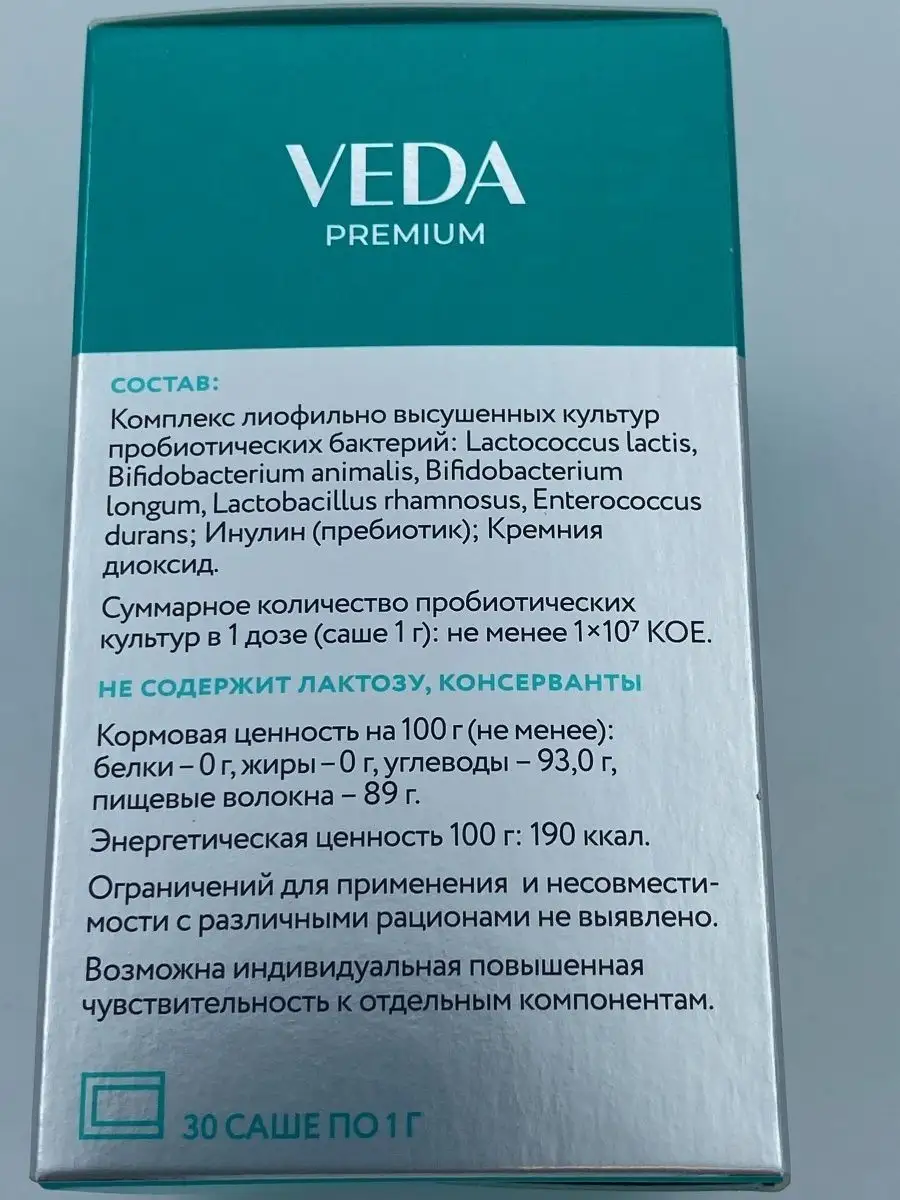 VEDA
PREMIUM
СОСТАВ:
Комплекс лиофильно высушенных культур
пробиотических бактерий: Lactococcus lactis,
Bifidobacterium animalis, Bifidobacterium
longum, Lactobacillus rhamnosus, Enterococcus
durans; Инулин (пребиотик); Кремния
диоксид.
Суммарное количество пробиотических
культур в 1 дозе (саше 1 г): не менее 1×10⁷ КОЕ.
НЕ СОДЕРЖИТ ЛАКТОЗУ, КОНСЕРВАНТЫ
Кормовая ценность на 100 г (не менее):
белки – 0 г, жиры – 0 г, углеводы – 93,0 г,
пищевые волокна – 89 г.
Энергетическая ценность 100 г: 190 ккал.
Ограничений для применения и несовмести-
мости с различными рационами не выявлено.
Возможна индивидуальная повышенная
чувствительность к отдельным компонентам.
30 САШЕ ПО 1 Г